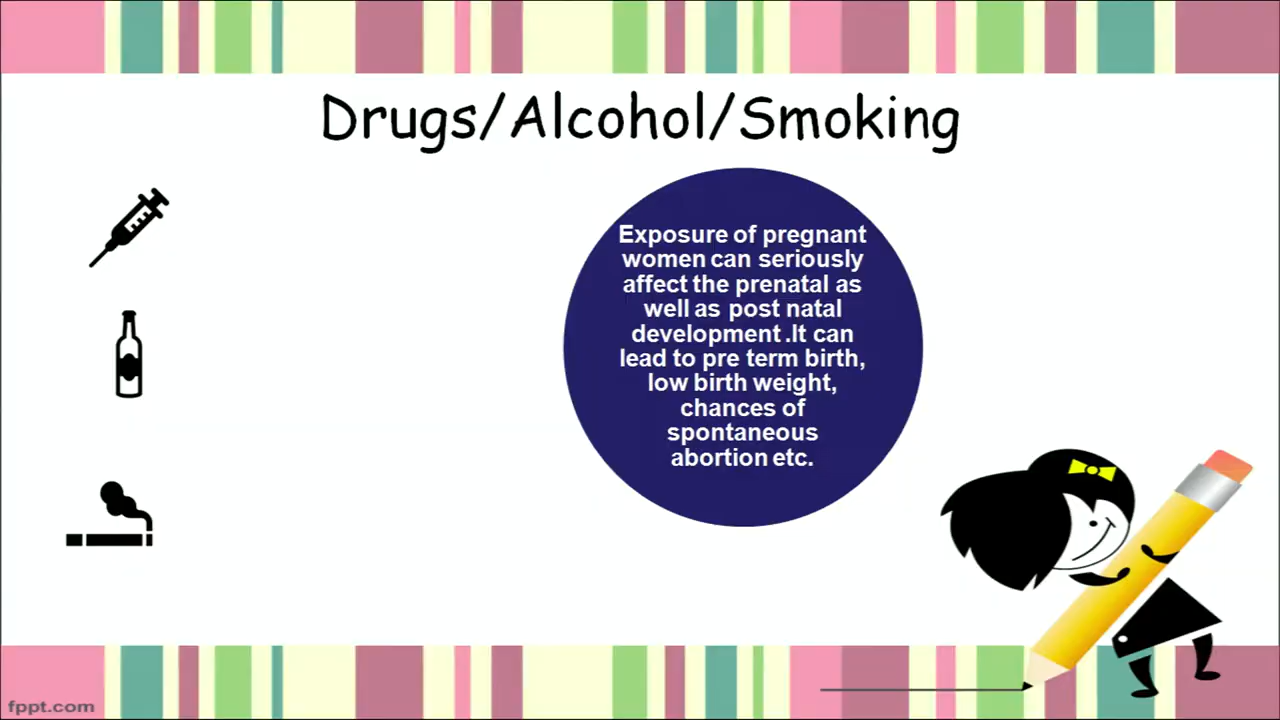 Drugs/Alcohol/Smoking
Exposure of pregnant
women can seriously
affect the prenatal as
well as post natal
development .It can
lead to pre term birth,
low birth weight,
chances of
spontaneous
abortion etc.
fppt.com